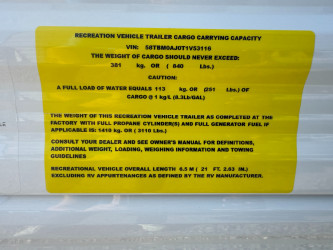 RECREATION VEHICLE TRAILER CARGO CARRYING CAPACITY
VIN: 58TBM0AJ0T1V53116
THE WEIGHT OF CARGO SHOULD NEVER EXCEED:
381 kg. OR ( 840 Lbs.)
CAUTION:
A FULL LOAD OF WATER EQUALS 113 kg. OR (251 Lbs.) OF
CARGO @ 1 kg/L (8.3Lb/GAL)
THE WEIGHT OF THIS RECREATION VEHICLE TRAILER AS COMPLETED AT THE
FACTORY WITH FULL PROPANE CYLINDER(S) AND FULL GENERATOR FUEL IF
APPLICABLE IS: 1410 kg. OR ( 3110 Lbs.)
CONSULT YOUR DEALER AND SEE OWNER'S MANUAL FOR DEFINITIONS,
ADDITIONAL WEIGHT, LOADING, WEIGHING INFORMATION AND TOWING
GUIDELINES
RECREATIONAL VEHICLE OVERALL LENGTH 6.5 M ( 21 FT. 2.63 IN.)
EXCLUDING RV APPURTENANCES AS DEFINED BY THE RV MANUFACTURER.